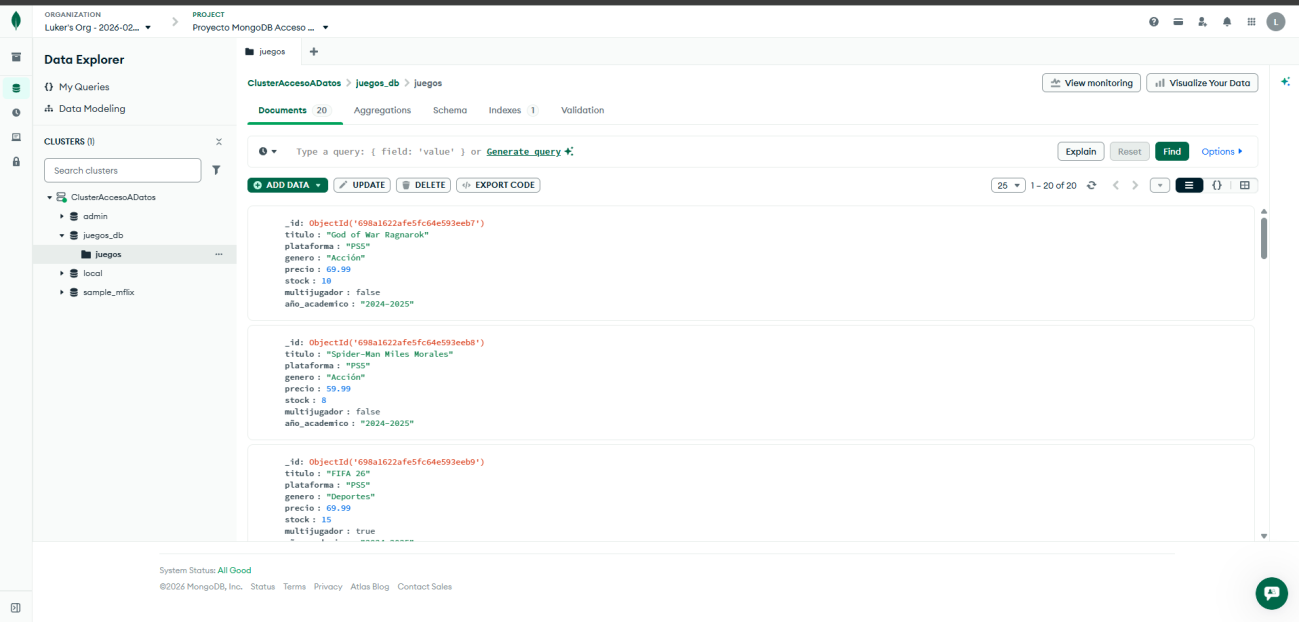 ORGANIZATION
Luker's Org - 2026-02...
PROJECT
Proyecto MongoDB Acceso ...
L
Data Explorer
My Queries
Data Modeling
CLUSTERS (1)
Search clusters
ClusterAccesoADatos
admin
juegos_db
juegos
local
sample_mflix
juegos
ClusterAccesoADatos > juegos_db > juegos
View monitoring
Visualize Your Data
Documents 20 Aggregations Schema Indexes 1 Validation
Type a query: { field: 'value' } or Generate query
Explain Reset Find Options
ADD DATA UPDATE DELETE EXPORT CODE
25 1 – 20 of 20
_id: ObjectId('698a1622afe5fc64e593eeb7')
titulo : "God of War Ragnarok"
plataforma : "PS5"
genero : "Acción"
precio : 69.99
stock : 10
multijugador : false
año_academico : "2024-2025"
_id: ObjectId('698a1622afe5fc64e593eeb8')
titulo : "Spider-Man Miles Morales"
plataforma : "PS5"
genero : "Acción"
precio : 59.99
stock : 8
multijugador : false
año_academico : "2024-2025"
_id: ObjectId('698a1622afe5fc64e593eeb9')
titulo : "FIFA 26"
plataforma : "PS5"
genero : "Deportes"
precio : 69.99
stock : 15
multijugador : true
System Status: All Good
©2026 MongoDB, Inc. Status Terms Privacy Atlas Blog Contact Sales